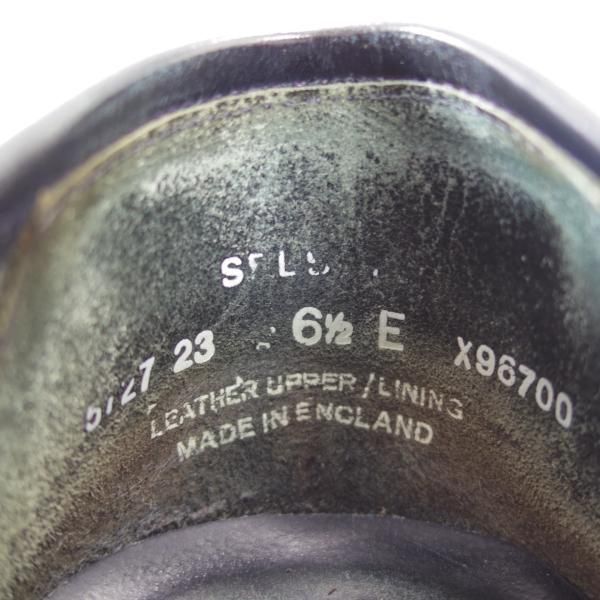 23 6½ E X96700
LEATHER UPPER/LINING
MADE IN ENGLAND